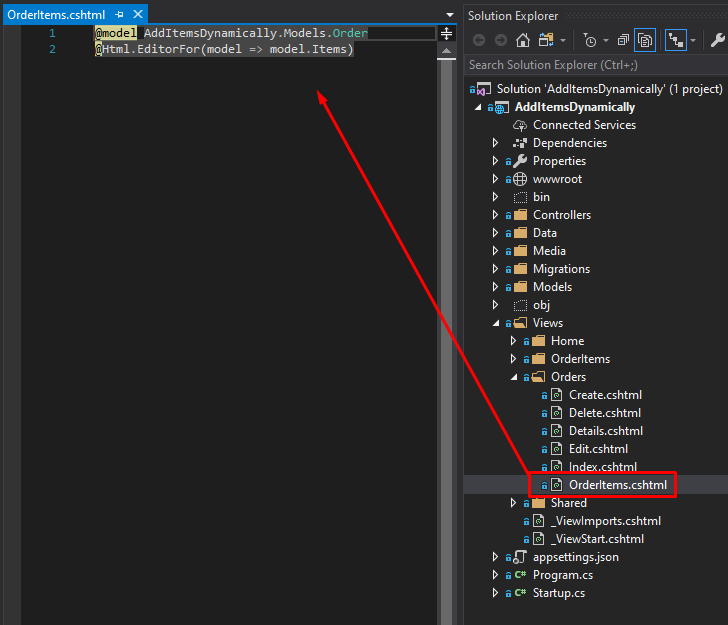 OrderItems.cshtml
1 @model AddItemsDynamically.Models.Order
2 @Html.EditorFor(model => model.Items)
Solution Explorer
Search Solution Explorer (Ctrl+;)
Solution 'AddItemsDynamically' (1 project)
AddItemsDynamically
Connected Services
Dependencies
Properties
wwwroot
bin
Controllers
Data
Media
Migrations
Models
obj
Views
Home
OrderItems
Orders
Create.cshtml
Delete.cshtml
Details.cshtml
Edit.cshtml
Index.cshtml
OrderItems.cshtml
Shared
_ViewImports.cshtml
_ViewStart.cshtml
appsettings.json
C# Program.cs
C# Startup.cs